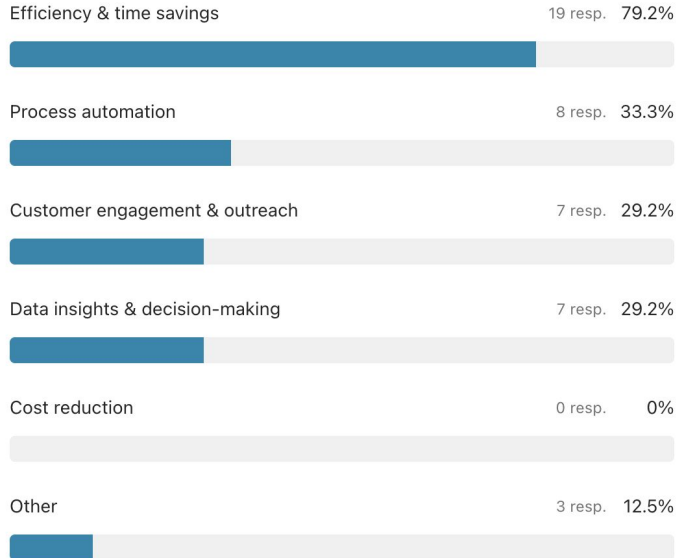 Efficiency & time savings 19 resp. 79.2%
Process automation 8 resp. 33.3%
Customer engagement & outreach 7 resp. 29.2%
Data insights & decision-making 7 resp. 29.2%
Cost reduction 0 resp. 0%
Other 3 resp. 12.5%